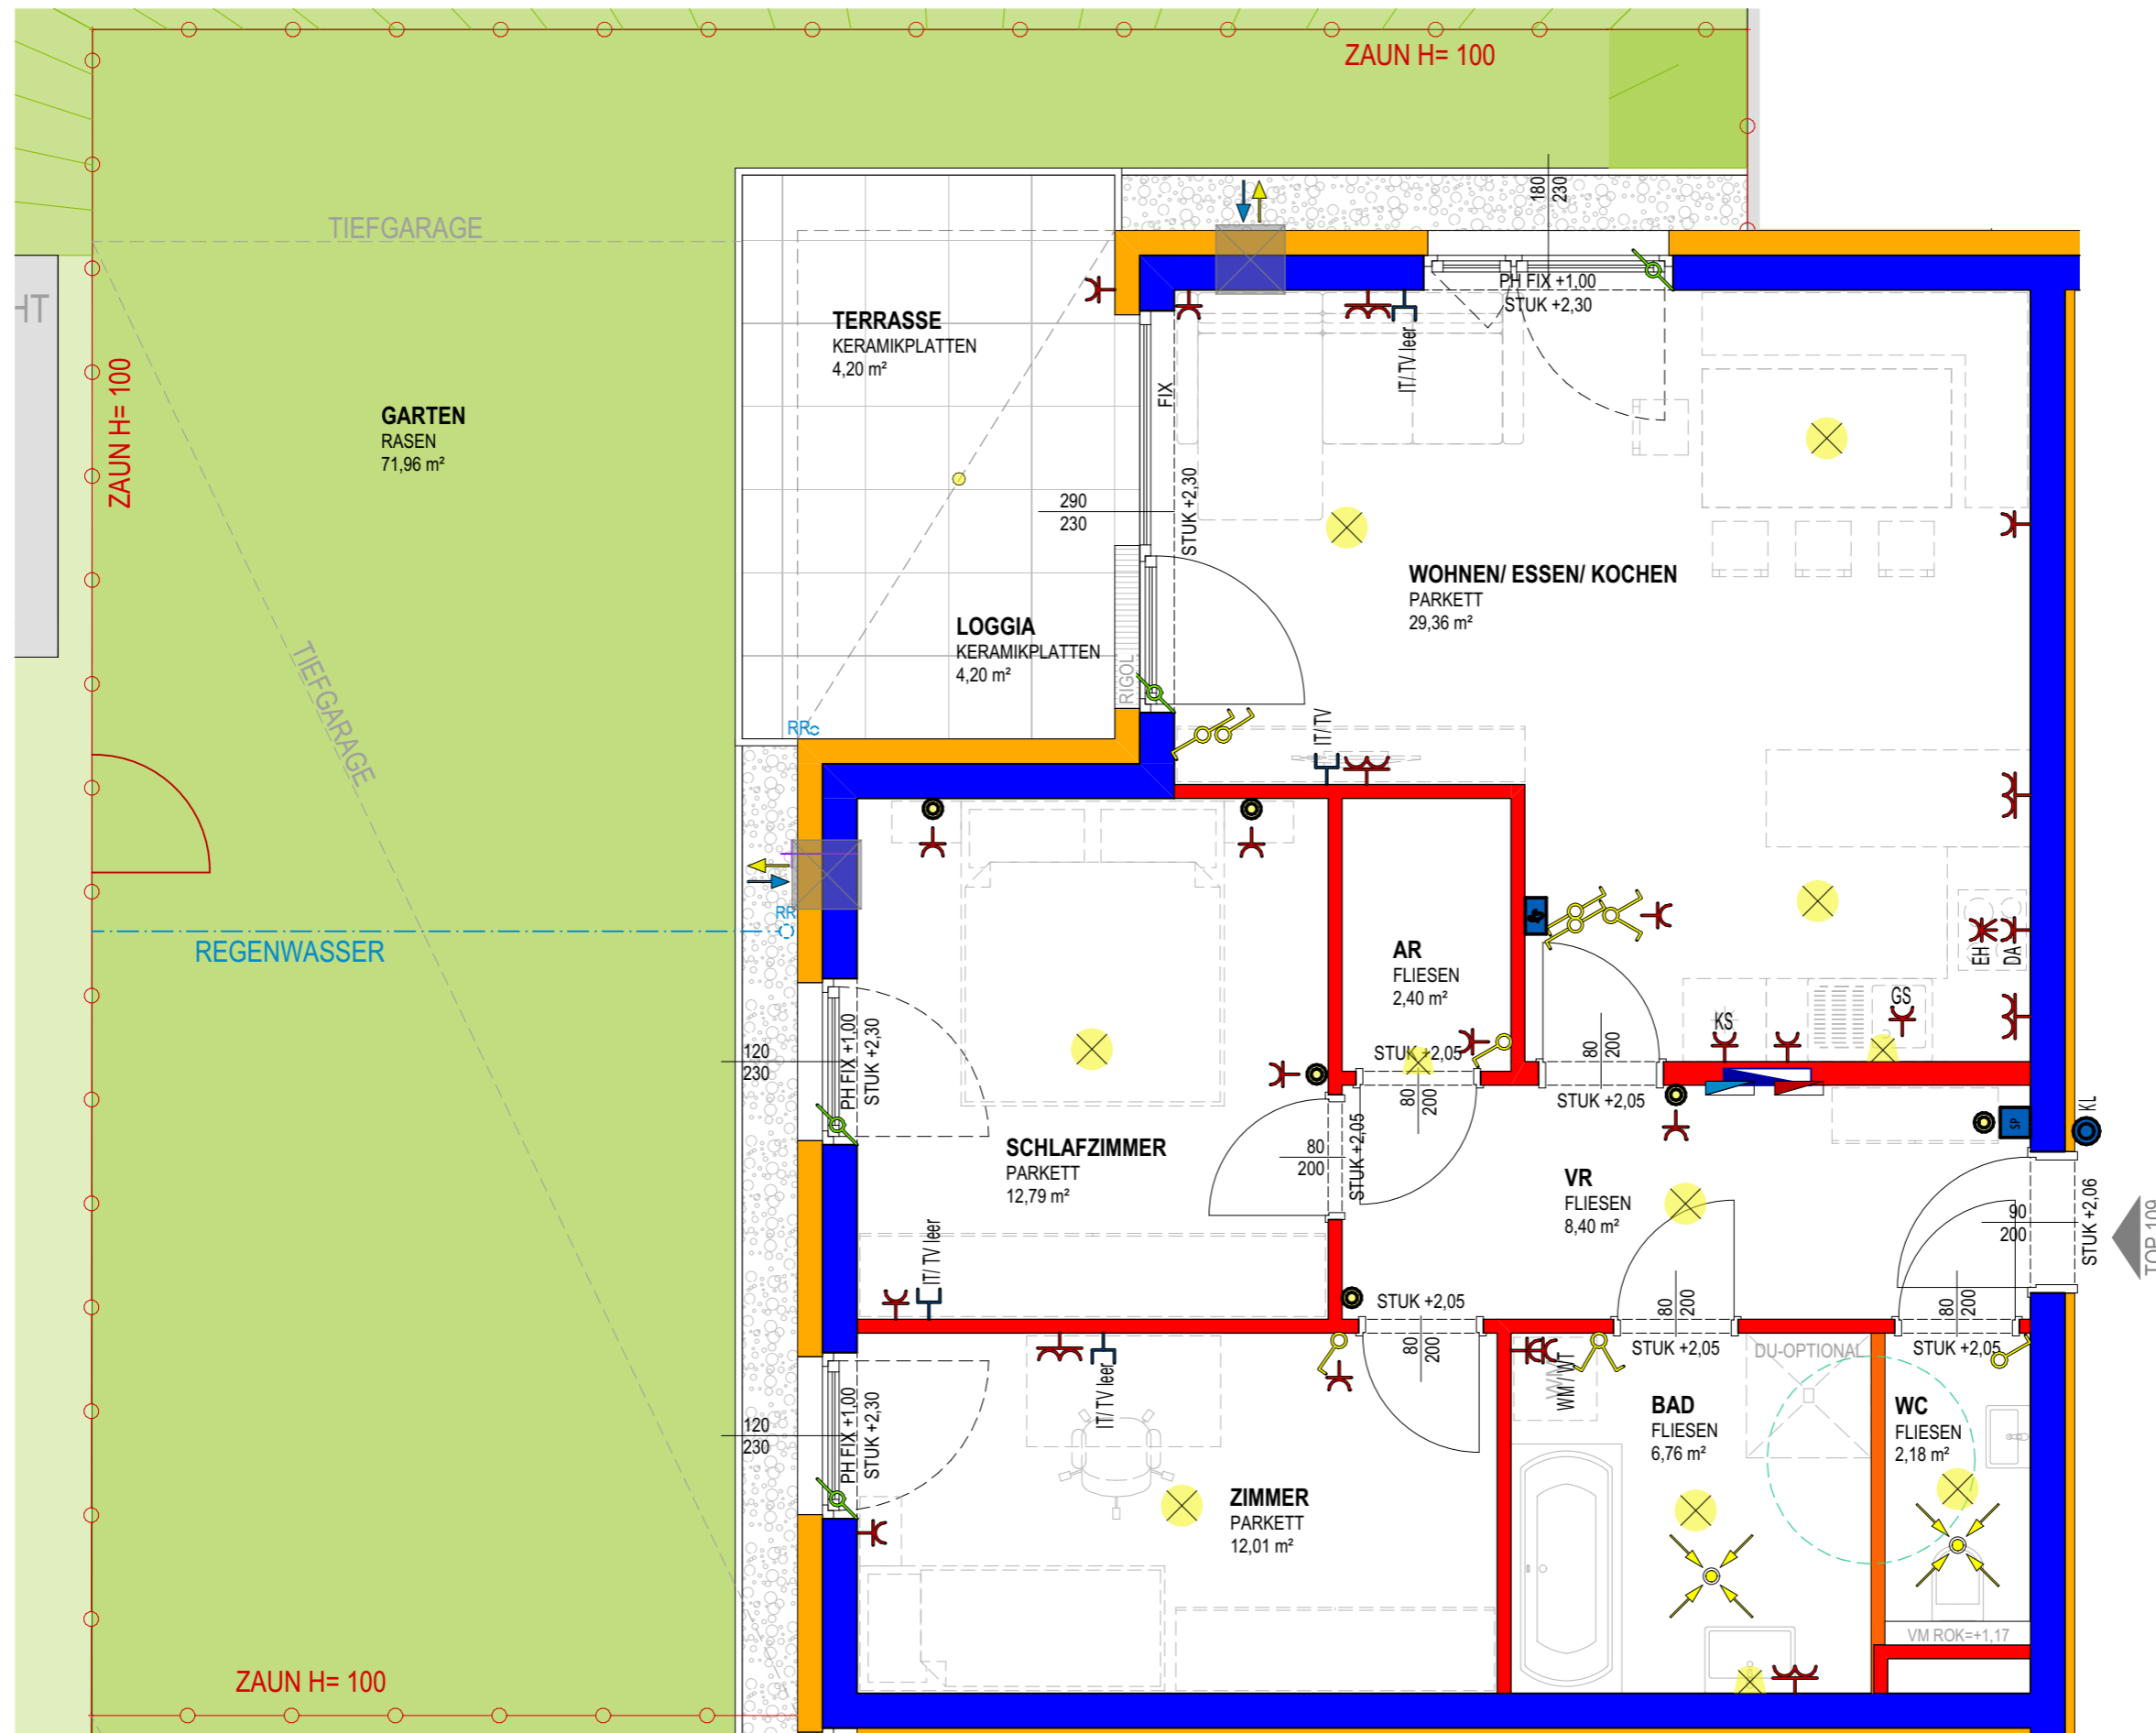 ZAUN H= 100
TIEFGARAGE
HT
ZAUN H= 100
GARTEN
RASEN
71,96 m²
TIEFGARAGE
REGENWASSER
ZAUN H= 100
TERRASSE
KERAMIKPLATTEN
4,20 m²
LOGGIA
KERAMIKPLATTEN
4,20 m²
RIGOL
RR
RR
290
230
FIX
STUK +2,30
180
230
PH FIX +1,00
STUK +2,30
IT/TV leer
WOHNEN/ ESSEN/ KOCHEN
PARKETT
29,36 m²
IT/TV
AR
FLIESEN
2,40 m²
STUK +2,05
80
200
EH
DA
GS
KS
80
200
STUK +2,05
120
230
PH FIX +1,00
STUK +2,30
SCHLAFZIMMER
PARKETT
12,79 m²
80
200
STUK +2,05
IT/TV leer
VR
FLIESEN
8,40 m²
SP
KL
90
200
STUK +2,06
TOP 109
STUK +2,05
80
200
80
200
STUK +2,05
80
200
STUK +2,05
120
230
PH FIX +1,00
STUK +2,30
IT/TV leer
ZIMMER
PARKETT
12,01 m²
WM
WM / WT
DU-OPTIONAL
BAD
FLIESEN
6,76 m²
WC
FLIESEN
2,18 m²
VM ROK=+1,17